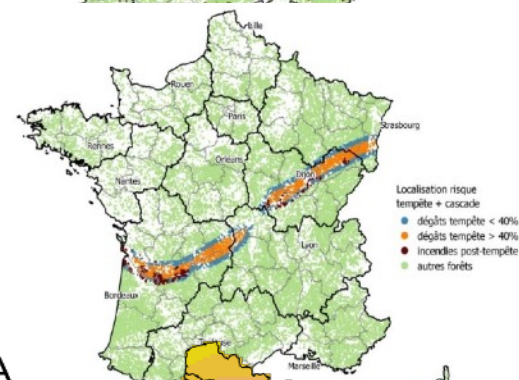 Lille
Rouen
Paris
Strasbourg
Rennes
Orléans
Nantes
Dijon
Localisation risque
tempête + cascade
dégâts tempête < 40%
dégâts tempête > 40%
incendies post-tempête
autres forêts
Lyon
Bordeaux
Marseille
A